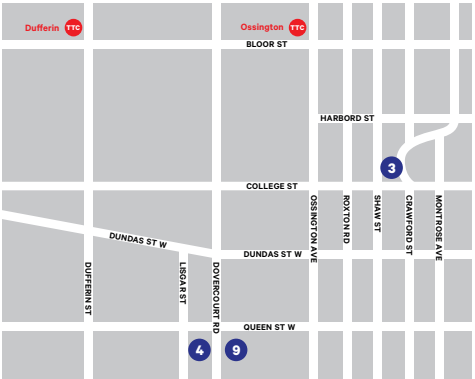 Dufferin TTC
Ossington TTC
BLOOR ST
HARBORD ST
3
COLLEGE ST
OSSINGTON AVE
ROXTON RD
SHAW ST
CRAWFORD ST
MONTROSE AVE
DUNDAS ST W
DUNDAS ST W
DUFFERIN ST
LISGAR ST
DOVERCOURT RD
QUEEN ST W
4
9